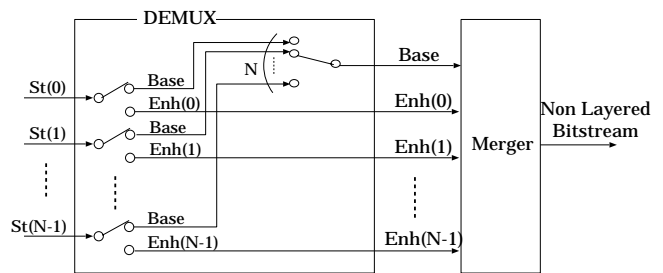 DEMUX
N
Base
St(0)
Base
Enh(0)
Enh(0)
St(1)
Base
Enh(1)
Enh(1)
Merger
Non Layered
Bitstream
St(N-1)
Base
Enh(N-1)
Enh(N-1)